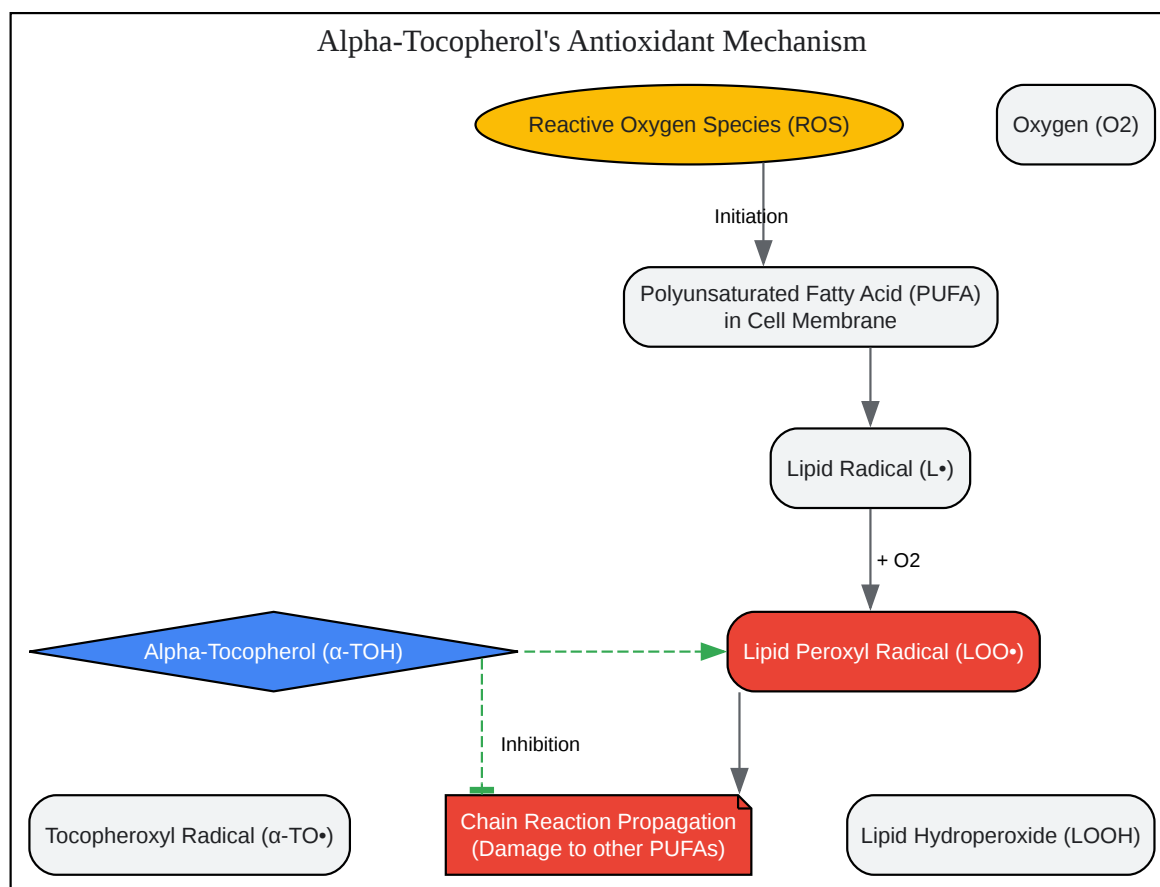 Alpha-Tocopherol's Antioxidant Mechanism
Reactive Oxygen Species (ROS)
Oxygen (O2)
Initiation
Polyunsaturated Fatty Acid (PUFA)
in Cell Membrane
Lipid Radical (L•)
+ O2
Alpha-Tocopherol (α-TOH)
Lipid Peroxyl Radical (LOO•)
Inhibition
Tocopheroxyl Radical (α-TO•)
Chain Reaction Propagation
(Damage to other PUFAs)
Lipid Hydroperoxide (LOOH)